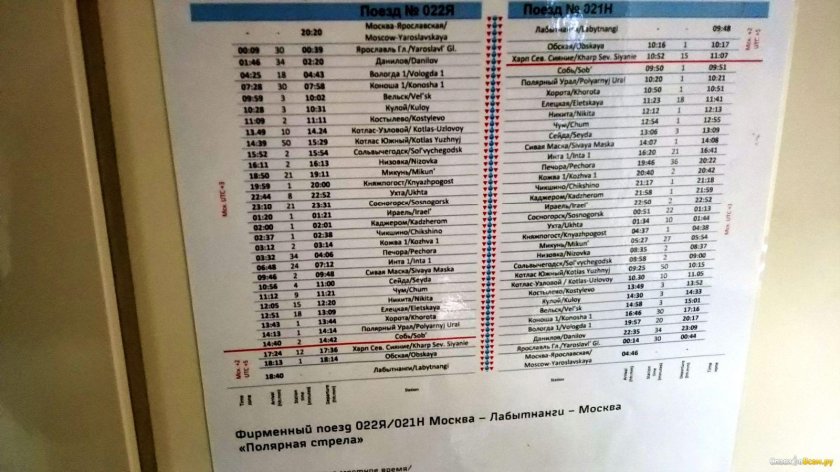 Поезд № 022Я
- - 20:20 Москва-Ярославская/
Moscow-Yaroslavskaya
00:09 30 00:39 Ярославль Гл./Yaroslavl' Gl.
01:46 34 02:20 Данилов/Danilov
04:25 18 04:43 Вологда 1/Vologda 1
07:28 30 07:58 Коноша 1/Konosha 1
09:59 3 10:02 Вельск/Vel'sk
10:28 3 10:31 Кулой/Kuloy
11:09 2 11:11 Костылево/Kostylevo
13.49 10 14.24 Котлас-Узловой/ Kotlas-Uzlovoy
14:39 50 15:29 Котлас Южный/ Kotlas Yuzhnyj
15:52 2 15:54 Сольвычегодск/Sol'vychegodsk
16:11 2 16:13 Низовка/Nizovka
18:50 21 19:11 Микунь/Mikun'
19:59 1 20:00 Княжпогост/Knyazhpogost
22:44 8 22:52 Ухта/Ukhta
23:10 21 23:31 Сосногорск/Sosnogorsk
01:20 1 01:21 Ираель/Irael'
02:00 1 02:01 Каджером/Kadzherom
02:37 1 02:38 Чикшино/Chikshino
03:12 2 03:14 Кожва 1/Kozhva 1
03:32 34 04:06 Печора/Pechora
06:48 24 07:12 Инта 1/Inta 1
09:46 2 09:48 Сивая Маска/Sivaya Maska
10:56 4 11:00 Сейда/Seyda
11:12 9 11:21 Чум/Chum
12:05 15 12:20 Никита/Nikita
12:51 18 13:09 Елецкая/Eletskaya
13:43 1 13:44 Хорота/Khorota
14:13 1 14:14 Полярный Урал/Polyarnyj Ural
14:40 2 14:42 Собь/Sob'
17:24 12 17:36 Харп Сев. Сияние/Kharp Sev. Siyanie
18:13 1 18:14 Обская/Obskaya
18:40 Лабытнанги/Labytnangi
Time zone
Station
Поезд № 021Н
Лабытнанги/Labytnangi - - 09:48
Обская/Obskaya 10:16 1 10:17
Харп Сев. Сияние/Kharp Sev. Siyanie 10:52 15 11:07
Собь/Sob' 09:50 1 09:51
Полярный Урал/Polyarnyj Ural 10:20 1 10:21
Хорота/Khorota 10:50 1 10:51
Елецкая/Eletskaya 11:23 18 11:41
Никита/Nikita 12:12 1 12:13
Чум/Chum 12:54 1 12:55
Сейда/Seyda 13:06 3 13:09
Сивая Маска/Sivaya Maska 14:07 1 14:08
Инта 1/Inta 1 16:20 21 16:41
Печора/Pechora 19:46 36 20:22
Кожва 1/Kozhva 1 20:40 2 20:42
Чикшино/Chikshino 21:17 1 21:18
Каджером/Kadzherom 21:58 1 21:59
Ираель/Irael' 22:50 2 22:52
Сосногорск/Sosnogorsk 00:51 22 01:13
Ухта/Ukhta 01:34 10 01:44
Княжпогост/Knyazhpogost 04:37 1 04:38
Микунь/Mikun' 05:27 27 05:54
Низовка/Nizovka 08:35 2 08:37
Сольвычегодск/Sol'vychegodsk 08:58 2 09:00
Котлас Южный/Kotlas Yuzhnyj 09:25 50 10:15
Котлас-Узловой / Kotlas-Uzlovoy 10.30 10 11.05
Костылево/Kostylevo 13:49 3 13:52
Кулой/Kuloy 14:30 3 14:33
Вельск/Vel'sk 14:58 3 15:01
Коноша 1/Konosha 1 16:46 30 17:16
Вологда 1/Vologda 1 19:57 20 20:17
Данилов/Danilov 22:35 34 23:09
Ярославль Гл./Yaroslavl' Gl. 00:14 30 00:44
Москва-Ярославская/
Moscow-Yaroslavskaya 04:46 - -
Station
Фирменный поезд 022Я/021Н Москва – Лабытнанги – Москва
«Полярная стрела»